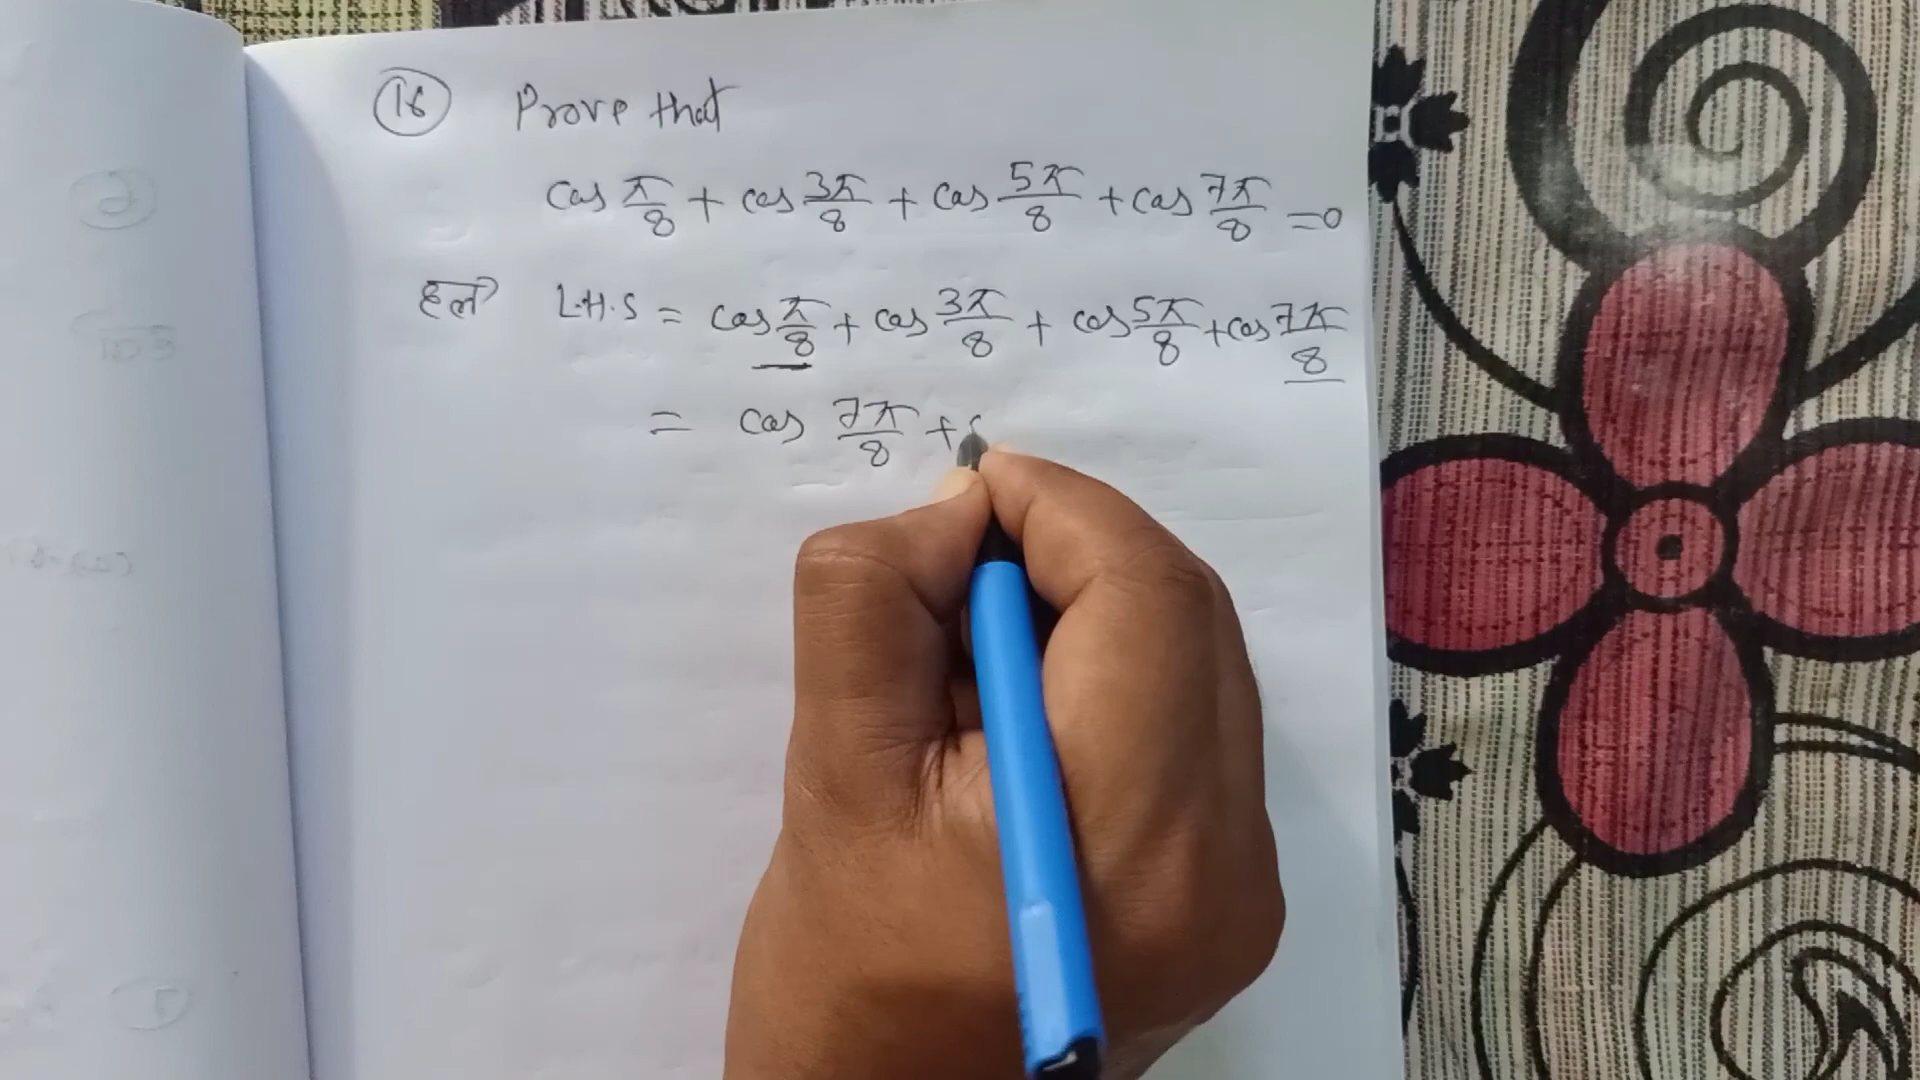 (16) Prove that
cos π/8 + cos 3π/8 + cos 5π/8 + cos 7π/8 = 0
हल L.H.S = cos π/8 + cos 3π/8 + cos 5π/8 + cos 7π/8
= cos 7π/8 +